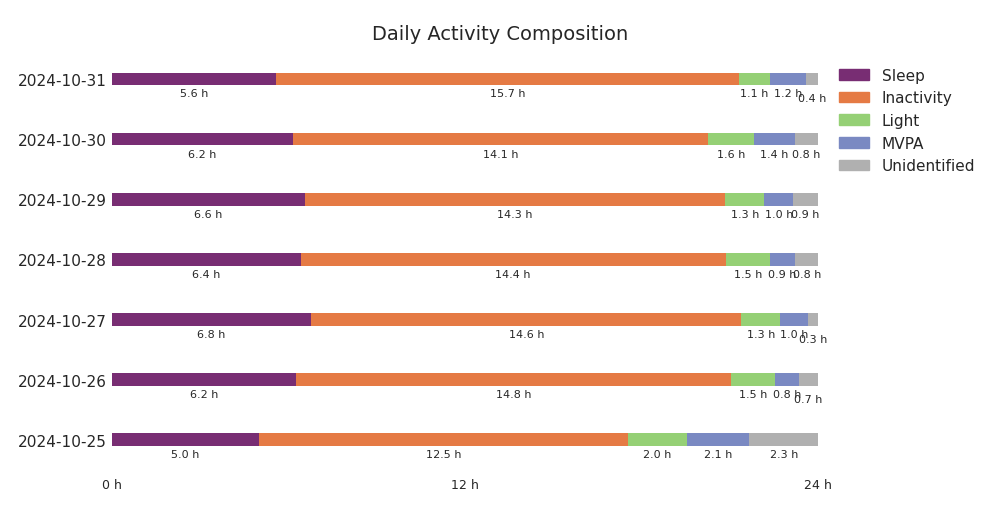 Daily Activity Composition
2024-10-31
5.6 h 15.7 h 1.1 h 1.2 h 0.4 h
2024-10-30
6.2 h 14.1 h 1.6 h 1.4 h 0.8 h
2024-10-29
6.6 h 14.3 h 1.3 h 1.0 h 0.9 h
2024-10-28
6.4 h 14.4 h 1.5 h 0.9 h 0.8 h
2024-10-27
6.8 h 14.6 h 1.3 h 1.0 h 0.3 h
2024-10-26
6.2 h 14.8 h 1.5 h 0.8 h 0.7 h
2024-10-25
5.0 h 12.5 h 2.0 h 2.1 h 2.3 h
0 h 12 h 24 h
Sleep
Inactivity
Light
MVPA
Unidentified